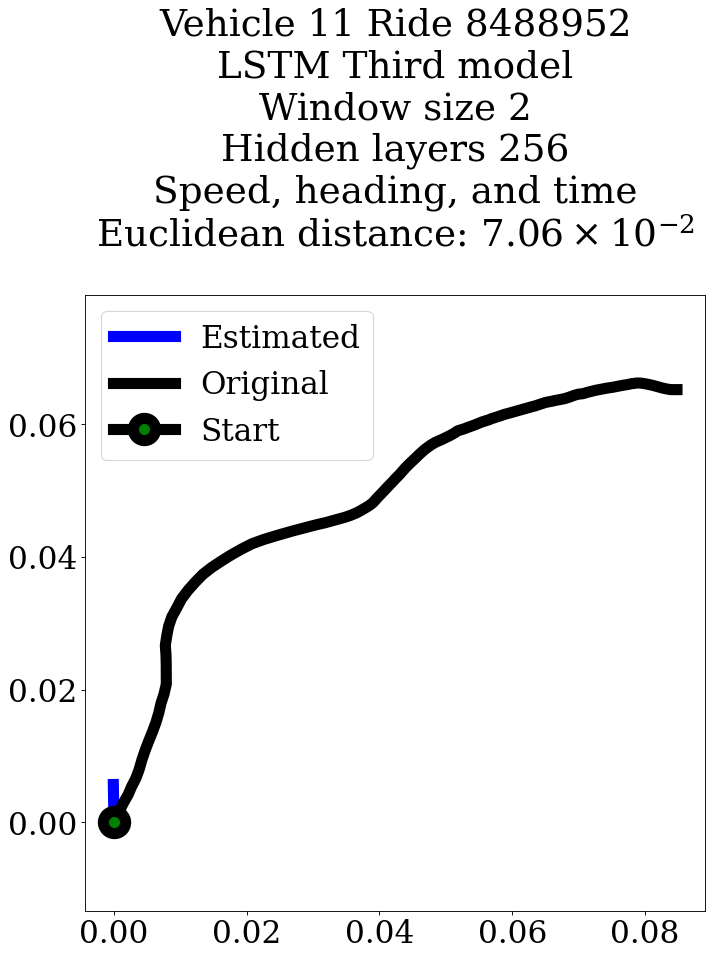 Vehicle 11 Ride 8488952
LSTM Third model
Window size 2
Hidden layers 256
Speed, heading, and time
Euclidean distance: 7.06 × 10⁻²
Estimated
Original
Start
0.06
0.04
0.02
0.00
0.00 0.02 0.04 0.06 0.08